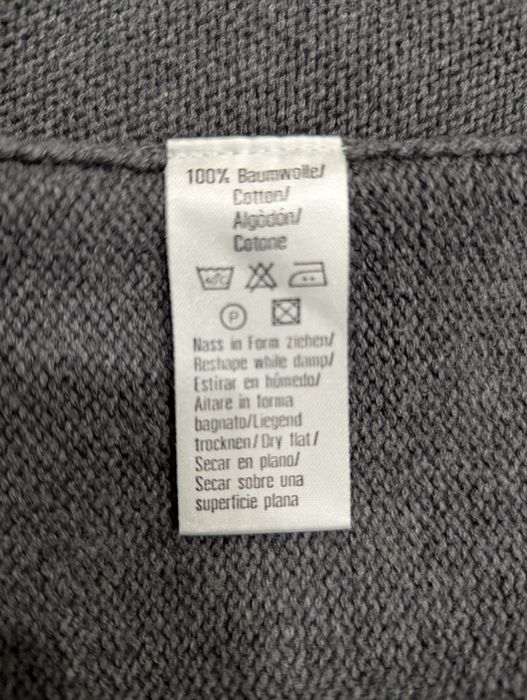 100% Baumwolle/
Cotton/
Algòdón/
Cotone
P
Nass in Form ziehen/
Reshape while damp/
Estirar en húmedo/
Aitare in forma
bagnato/Liegend
trocknen/Dry flat/
Secar en plano/
Secar sobre una
superficie plana